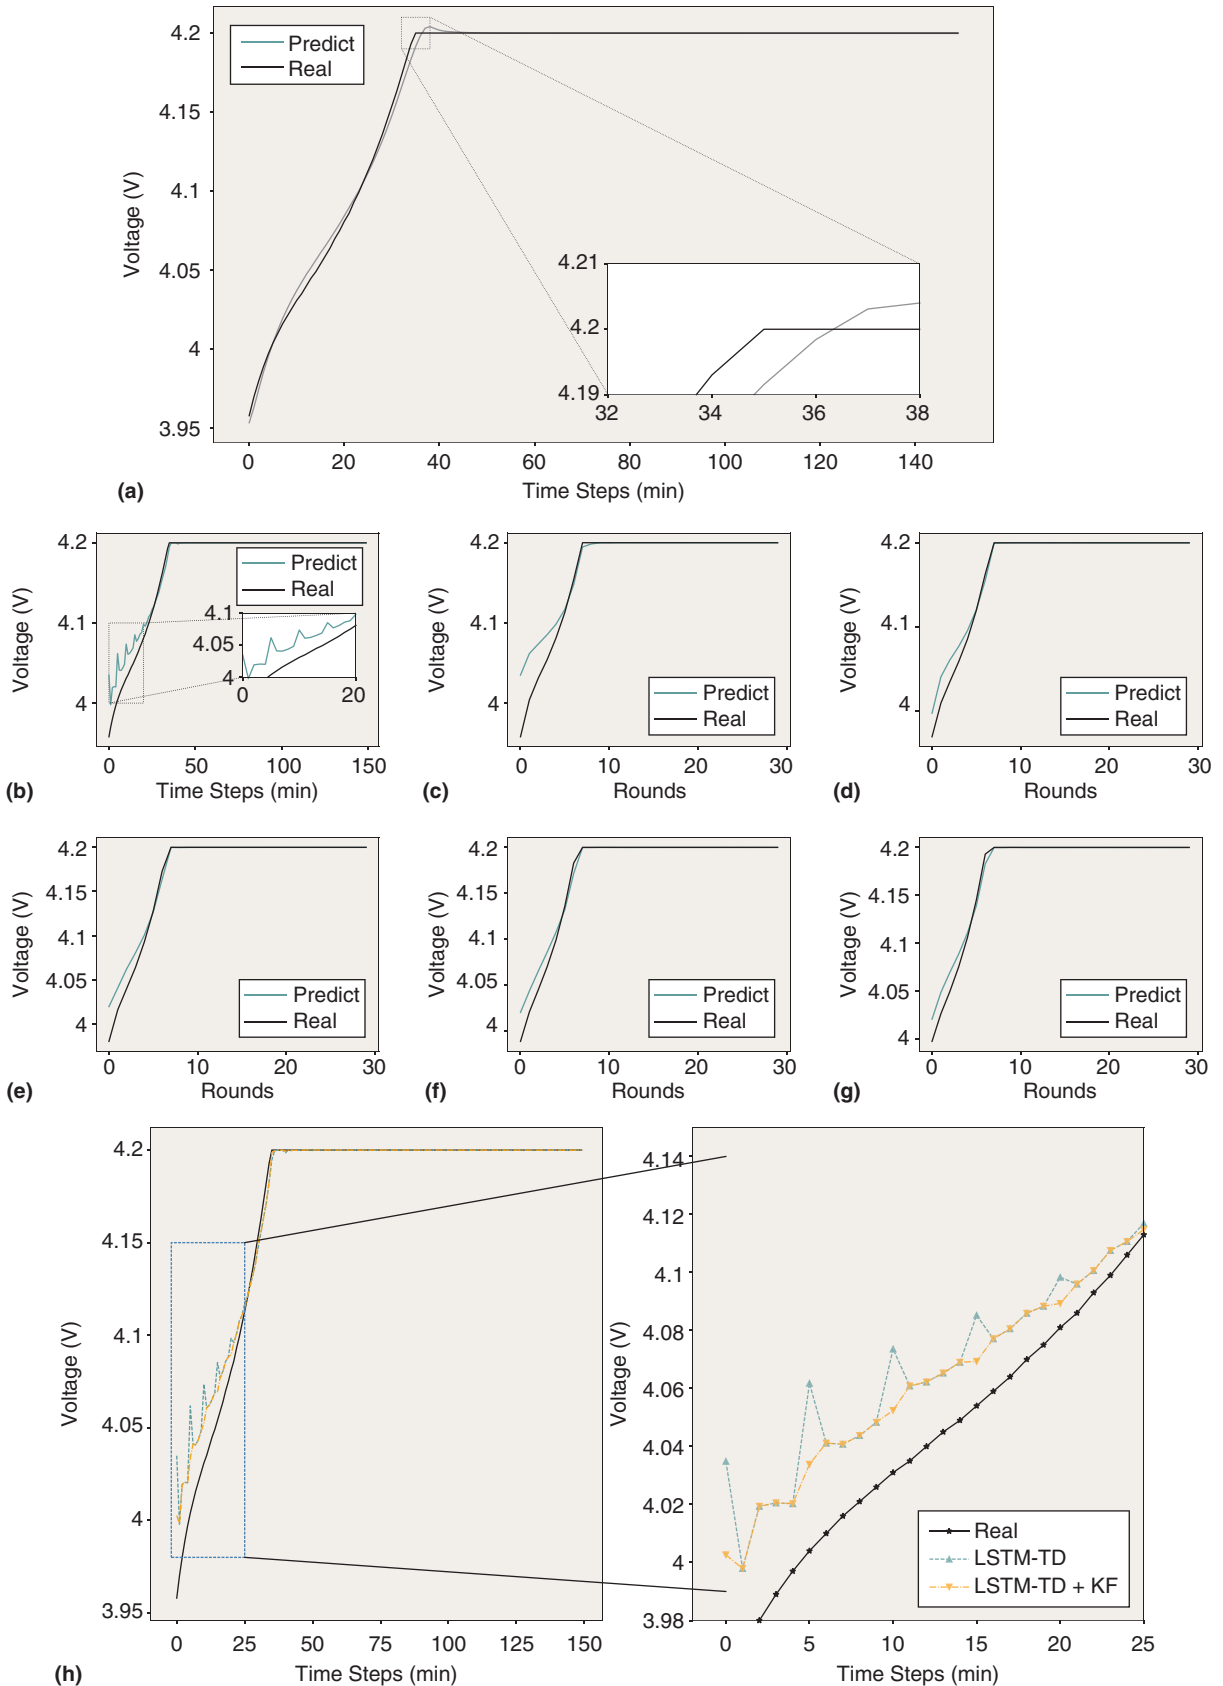 4.2
4.15
4.1
4.05
4
3.95
Voltage (V)
Predict
Real
4.21
4.2
4.19
32 34 36 38
0 20 40 60 80 100 120 140
Time Steps (min)
(a)
4.2
4.1
4
Voltage (V)
Predict
Real
4.1
4.05
4
0 20
0 50 100 150
Time Steps (min)
(b)
4.2
4.1
4
Voltage (V)
Predict
Real
0 10 20 30
Rounds
(c)
4.2
4.1
4
Voltage (V)
Predict
Real
0 10 20 30
Rounds
(d)
4.2
4.15
4.1
4.05
4
Voltage (V)
Predict
Real
0 10 20 30
Rounds
(e)
4.2
4.15
4.1
4.05
4
Voltage (V)
Predict
Real
0 10 20 30
Rounds
(f)
4.2
4.15
4.1
4.05
4
Voltage (V)
Predict
Real
0 10 20 30
Rounds
(g)
4.2
4.15
4.1
4.05
4
3.95
Voltage (V)
0 25 50 75 100 125 150
Time Steps (min)
4.14
4.12
4.1
4.08
4.06
4.04
4.02
4
3.98
Voltage (V)
Real
LSTM-TD
LSTM-TD + KF
0 5 10 15 20 25
Time Steps (min)
(h)